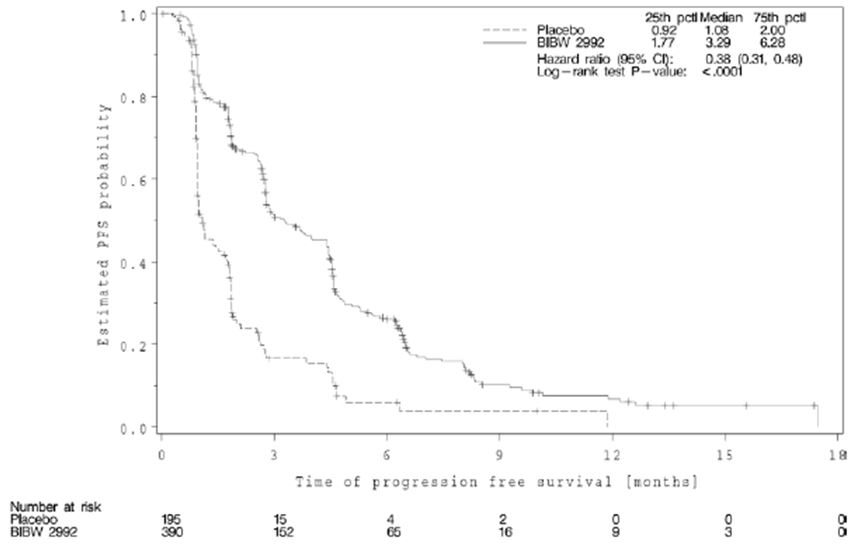 25th pctl Median 75th pctl
Placebo 0.92 1.08 2.00
BIBW 2992 1.77 3.29 6.28
Hazard ratio (95% CI): 0.38 (0.31, 0.48)
Log-rank test P-value: <.0001
Estimated PFS probability
1.0
0.8
0.6
0.4
0.2
0.0
0 3 6 9 12 15 18
Time of progression free survival [months]
Number at risk
Placebo 195 15 4 2 0 0 0
BIBW 2992 390 152 65 16 9 3 0